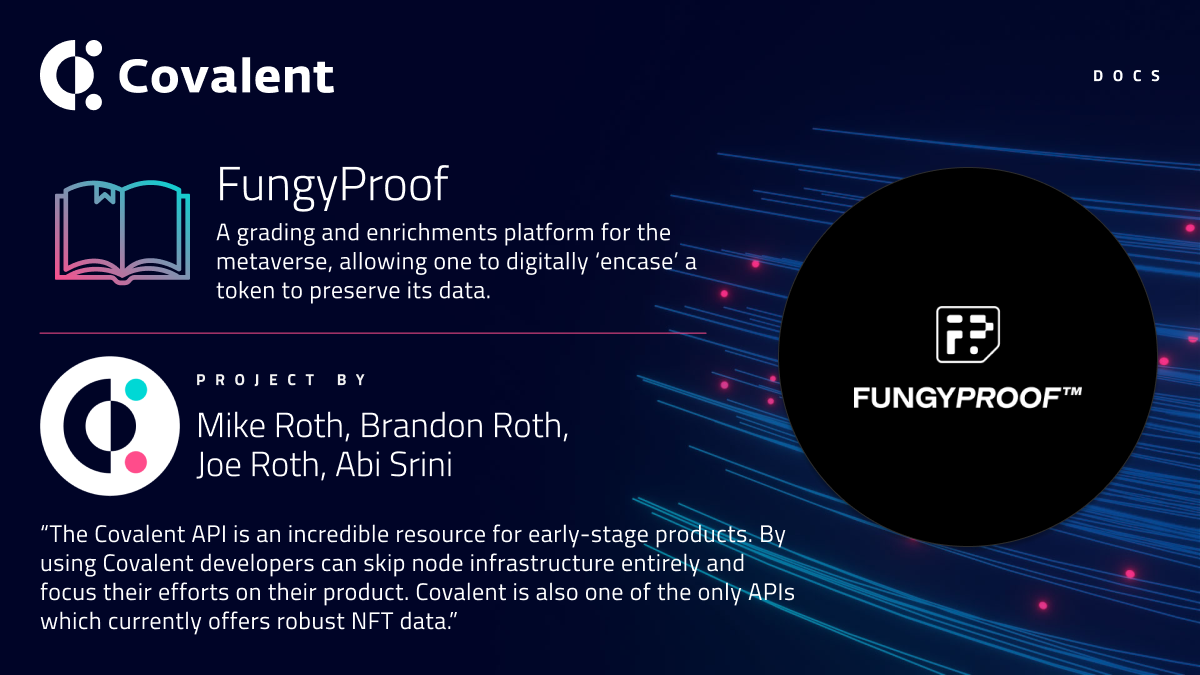 Covalent
DOCS
FungyProof
A grading and enrichments platform for the
metaverse, allowing one to digitally ‘encase’ a
token to preserve its data.
PROJECT BY
Mike Roth, Brandon Roth,
Joe Roth, Abi Srini
“The Covalent API is an incredible resource for early-stage products. By
using Covalent developers can skip node infrastructure entirely and
focus their efforts on their product. Covalent is also one of the only APIs
which currently offers robust NFT data.”
FP.
FUNGYPROOF™